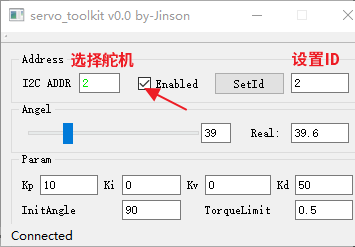 servo_toolkit v0.0 by-Jinson
Address
选择舵机 设置ID
I2C ADDR 2 Enabled SetId 2
Angel
39 Real: 39.6
Param
Kp 10 Ki 0 Kv 0 Kd 50
InitAngle 90 TorqueLimit 0.5
Connected